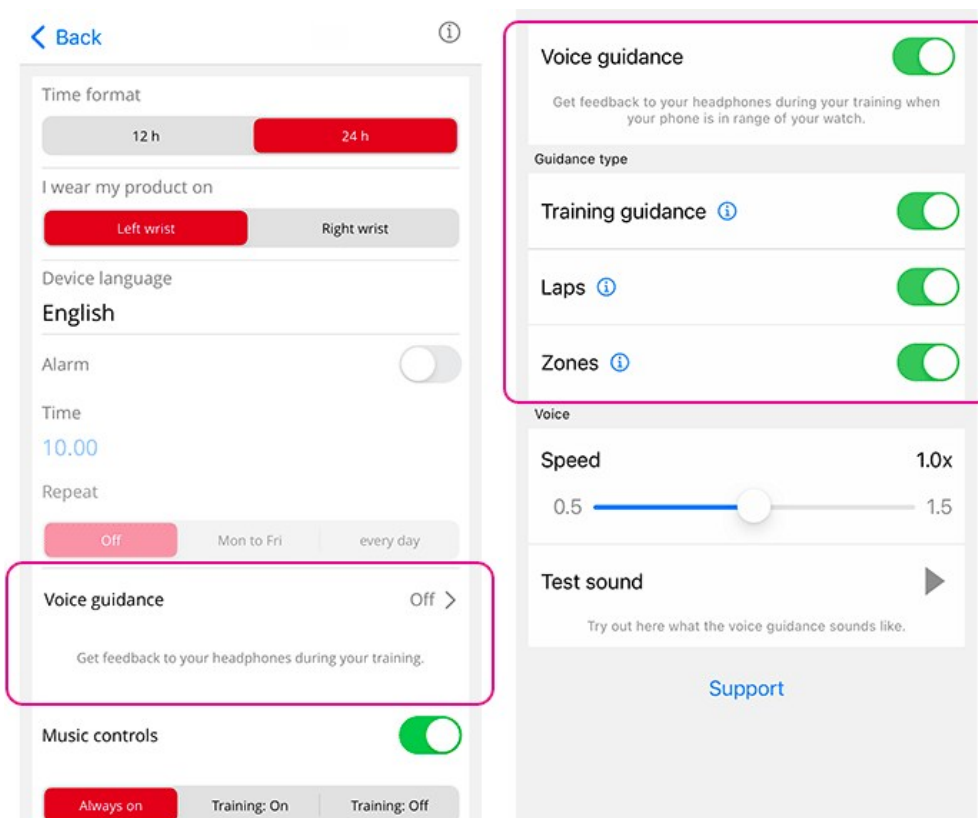 Back
Time format
12 h 24 h
I wear my product on
Left wrist Right wrist
Device language
English
Alarm
Time
10.00
Repeat
Off Mon to Fri every day
Voice guidance Off
Get feedback to your headphones during your training.
Music controls
Always on Training: On Training: Off
Voice guidance
Get feedback to your headphones during your training when
your phone is in range of your watch.
Guidance type
Training guidance
Laps
Zones
Voice
Speed 1.0x
0.5 1.5
Test sound
Try out here what the voice guidance sounds like.
Support